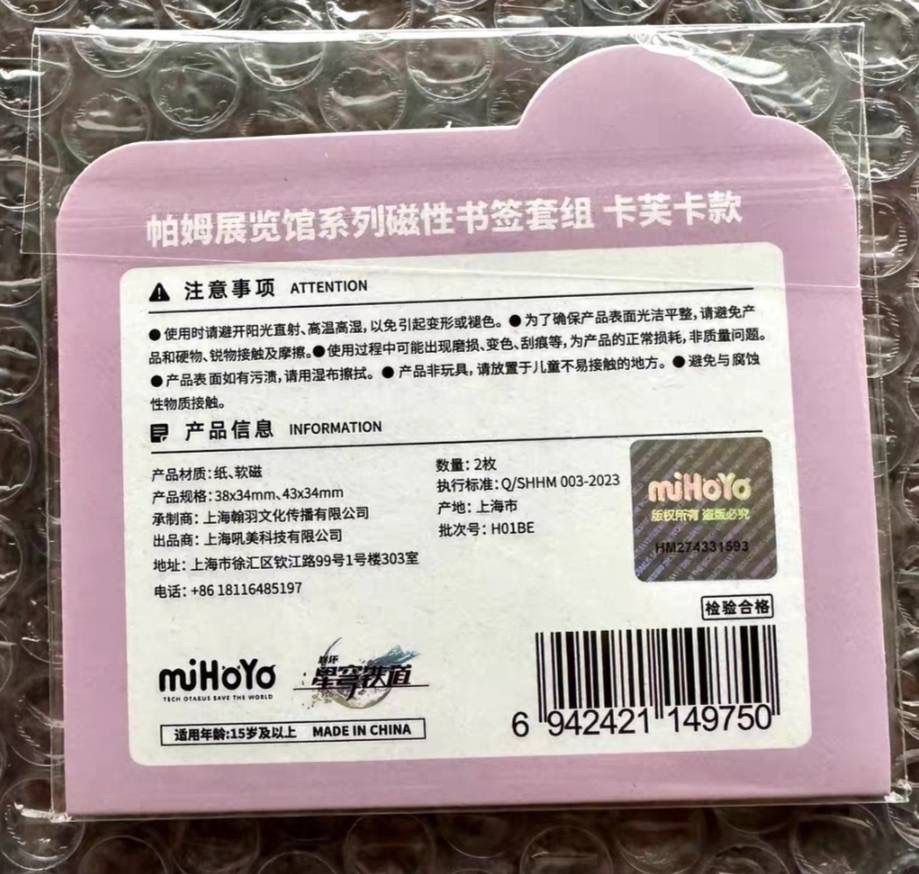 帕姆展览馆系列磁性书签套组 卡芙卡款
注意事项 ATTENTION
●使用时请避开阳光直射、高温高湿,以免引起变形或褪色。●为了确保产品表面光洁平整,请避免产
品和硬物、锐物接触及摩擦。●使用过程中可能出现磨损、变色、刮痕等,为产品的正常损耗,非质量问题。
●产品表面如有污渍,请用湿布擦拭。●产品非玩具,请放置于儿童不易接触的地方。●避免与腐蚀
性物质接触。
产品信息 INFORMATION
产品材质:纸、软磁
产品规格:38x34mm、43x34mm
承制商:上海翰羽文化传播有限公司
出品商:上海吼美科技有限公司
地址:上海市徐汇区钦江路99号1号楼303室
电话:+86 18116485197
数量:2枚
执行标准:Q/SHHM 003-2023
产地:上海市
批次号:H01BE
miHoYo
版权所有 盗版必究
HM274331593
检验合格
miHoYo
TECH OTAKUS SAVE THE WORLD
崩坏
星穹铁道
适用年龄:15岁及以上 MADE IN CHINA
6 942421 149750